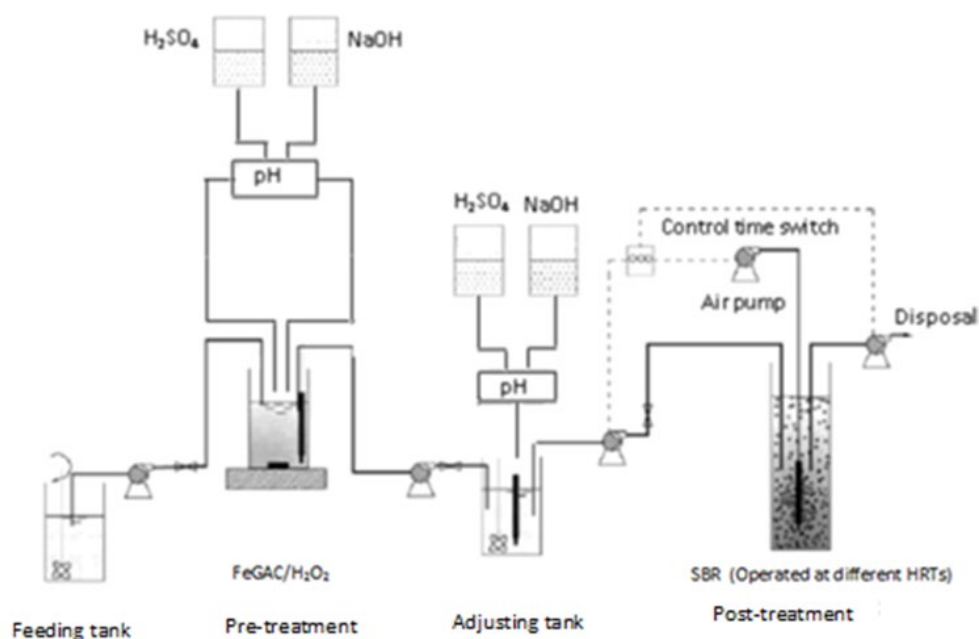 H₂SO₄ NaOH
pH
H₂SO₄ NaOH
Control time switch
Air pump
Disposal
pH
FeGAC/H₂O₂
SBR (Operated at different HRTs)
Feeding tank
Pre-treatment
Adjusting tank
Post-treatment